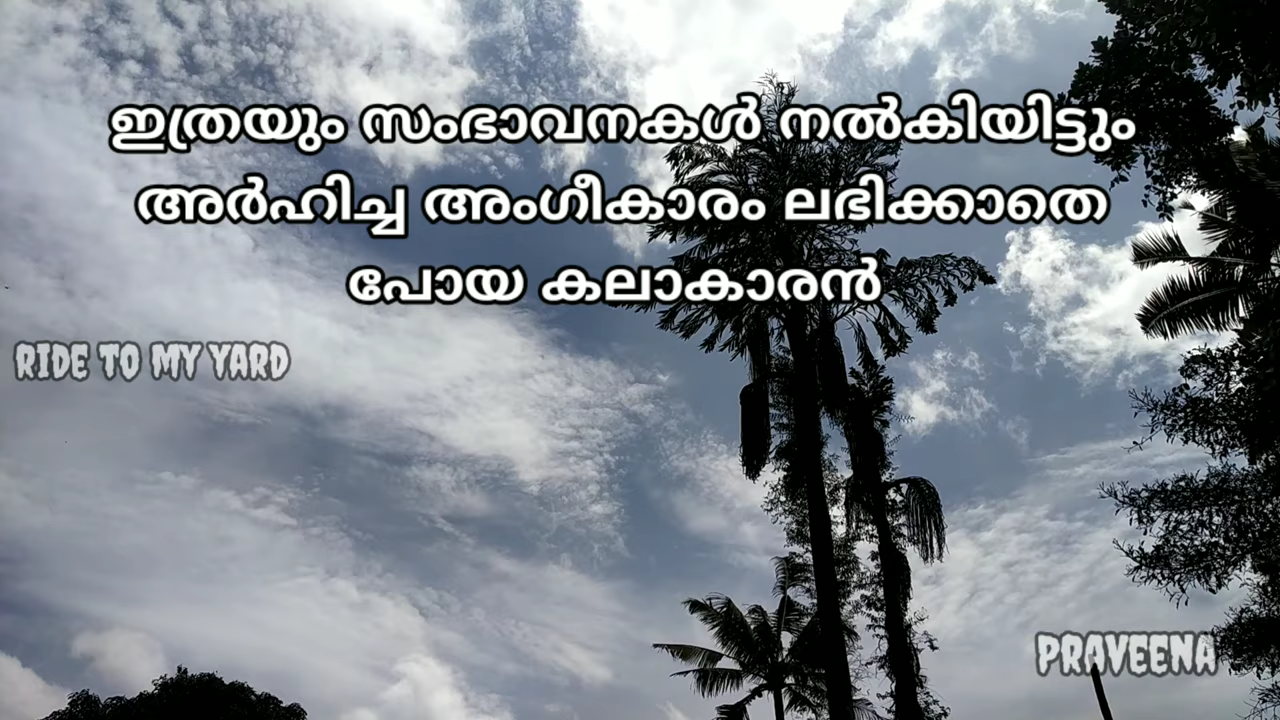 ഇത്രയും സംഭാവനകൾ നൽകിയിട്ടും
അർഹിച്ച അംഗീകാരം ലഭിക്കാതെ
പോയ കലാകാരൻ
RIDE TO MY YARD
PRAVEENA